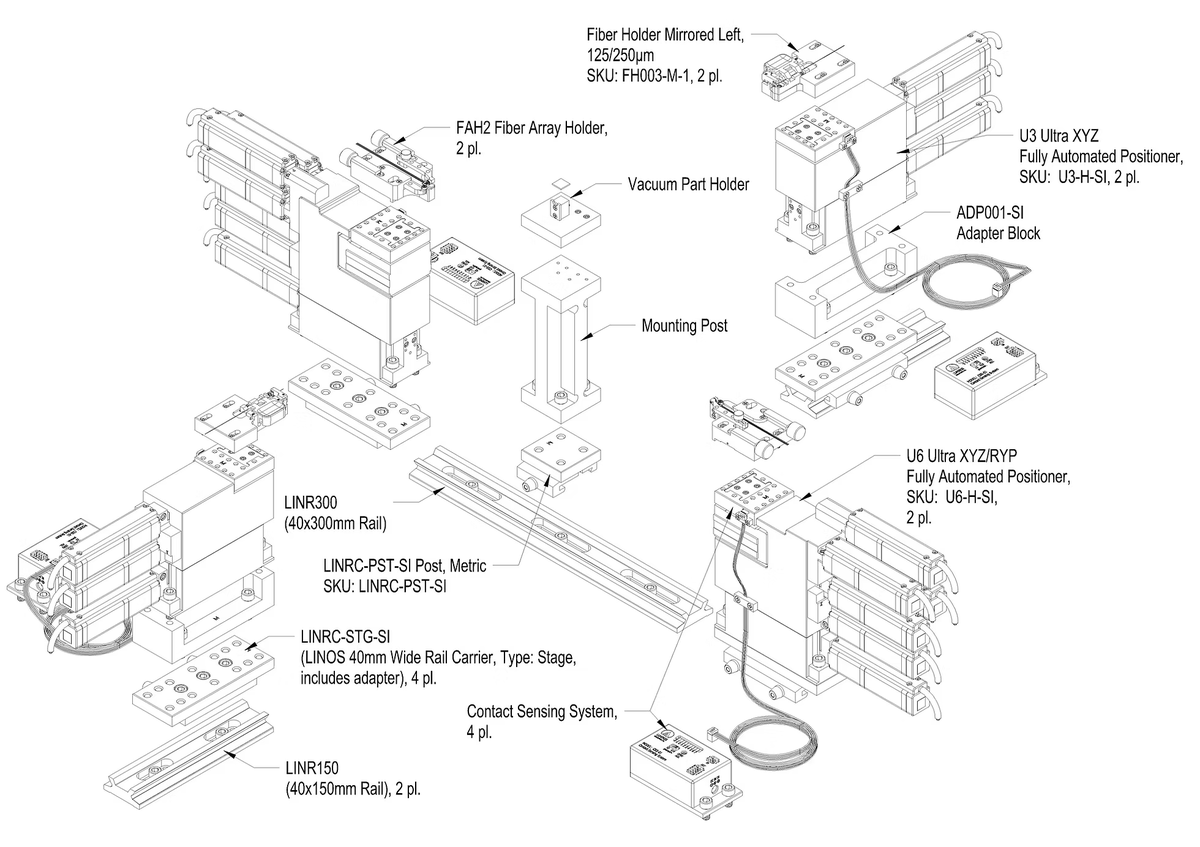 Fiber Holder Mirrored Left,
125/250µm
SKU: FH003-M-1, 2 pl.
FAH2 Fiber Array Holder,
2 pl.
U3 Ultra XYZ
Fully Automated Positioner,
SKU: U3-H-SI, 2 pl.
Vacuum Part Holder
ADP001-SI
Adapter Block
Mounting Post
U6 Ultra XYZ/RYP
Fully Automated Positioner,
SKU: U6-H-SI,
2 pl.
LINR300
(40x300mm Rail)
LINRC-PST-SI Post, Metric
SKU: LINRC-PST-SI
LINRC-STG-SI
(LINOS 40mm Wide Rail Carrier, Type: Stage,
includes adapter), 4 pl.
Contact Sensing System,
4 pl.
LINR150
(40x150mm Rail), 2 pl.